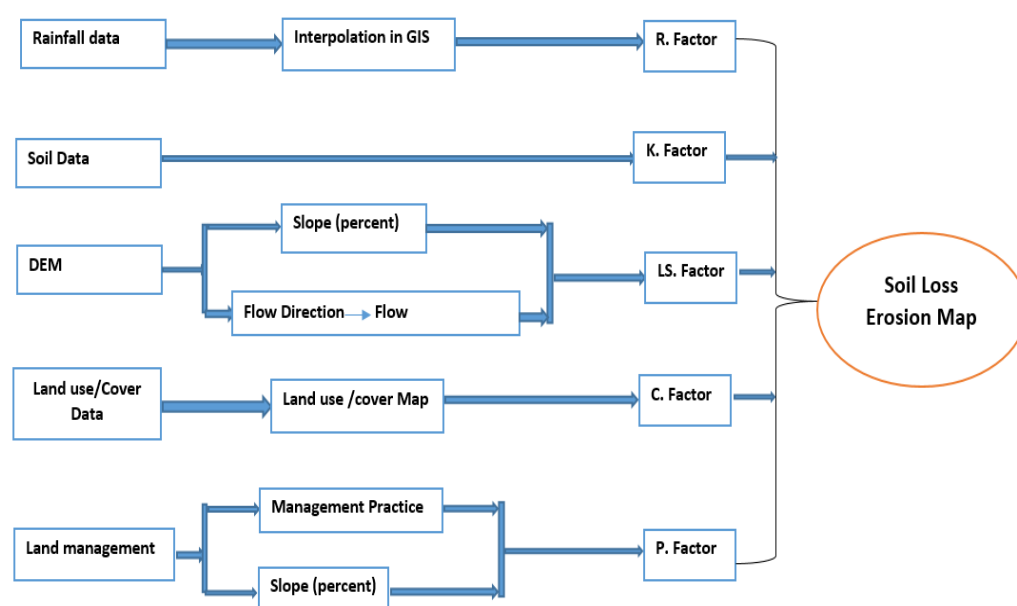 Rainfall data
Interpolation in GIS
R. Factor
Soil Data
K. Factor
Slope (percent)
DEM
LS. Factor
Flow Direction
Flow
Soil Loss
Erosion Map
Land use/Cover
Data
Land use /cover Map
C. Factor
Management Practice
Land management
P. Factor
Slope (percent)